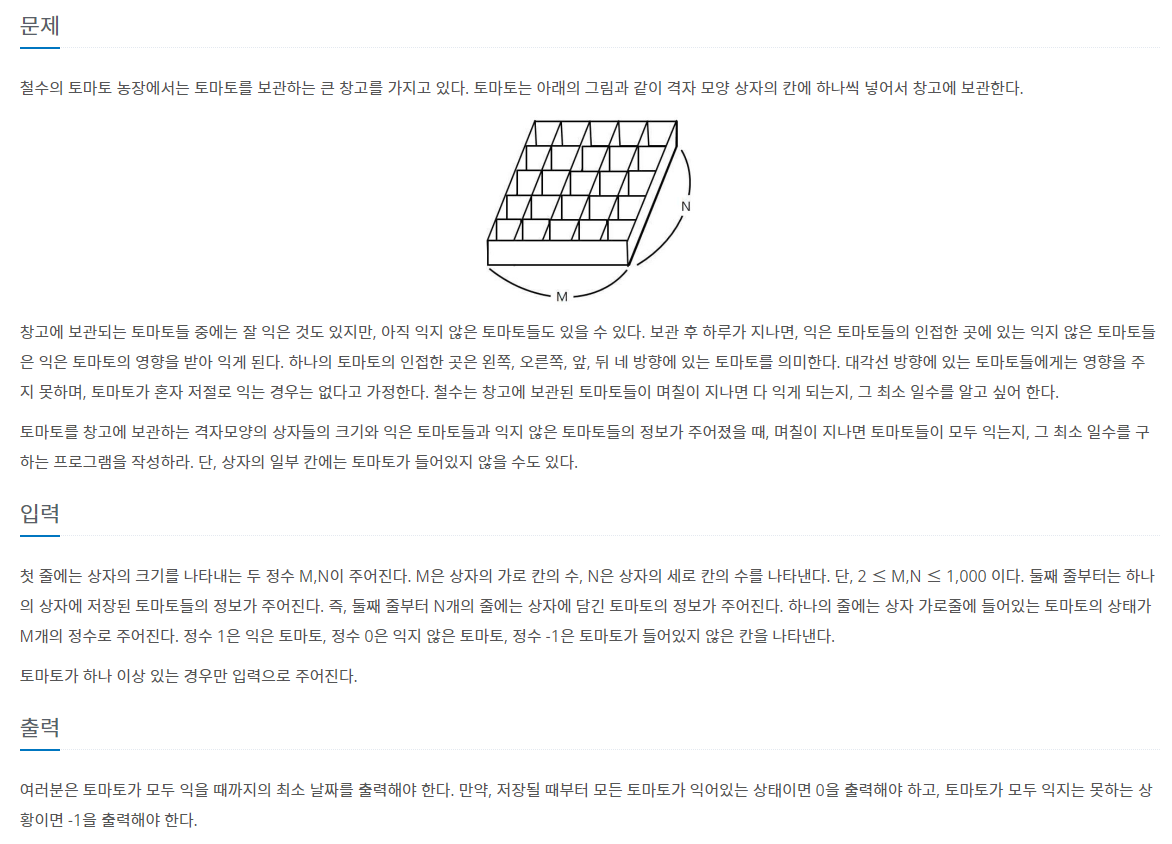 문제
철수의 토마토 농장에서는 토마토를 보관하는 큰 창고를 가지고 있다. 토마토는 아래의 그림과 같이 격자 모양 상자의 칸에 하나씩 넣어서 창고에 보관한다.
N
M
창고에 보관되는 토마토들 중에는 잘 익은 것도 있지만, 아직 익지 않은 토마토들도 있을 수 있다. 보관 후 하루가 지나면, 익은 토마토들의 인접한 곳에 있는 익지 않은 토마토들
은 익은 토마토의 영향을 받아 익게 된다. 하나의 토마토의 인접한 곳은 왼쪽, 오른쪽, 앞, 뒤 네 방향에 있는 토마토를 의미한다. 대각선 방향에 있는 토마토들에게는 영향을 주
지 못하며, 토마토가 혼자 저절로 익는 경우는 없다고 가정한다. 철수는 창고에 보관된 토마토들이 며칠이 지나면 다 익게 되는지, 그 최소 일수를 알고 싶어 한다.
토마토를 창고에 보관하는 격자모양의 상자들의 크기와 익은 토마토들과 익지 않은 토마토들의 정보가 주어졌을 때, 며칠이 지나면 토마토들이 모두 익는지, 그 최소 일수를 구
하는 프로그램을 작성하라. 단, 상자의 일부 칸에는 토마토가 들어있지 않을 수도 있다.
입력
첫 줄에는 상자의 크기를 나타내는 두 정수 M,N이 주어진다. M은 상자의 가로 칸의 수, N은 상자의 세로 칸의 수를 나타낸다. 단, 2 ≤ M,N ≤ 1,000 이다. 둘째 줄부터는 하나
의 상자에 저장된 토마토들의 정보가 주어진다. 즉, 둘째 줄부터 N개의 줄에는 상자에 담긴 토마토의 정보가 주어진다. 하나의 줄에는 상자 가로줄에 들어있는 토마토의 상태가
M개의 정수로 주어진다. 정수 1은 익은 토마토, 정수 0은 익지 않은 토마토, 정수 -1은 토마토가 들어있지 않은 칸을 나타낸다.
토마토가 하나 이상 있는 경우만 입력으로 주어진다.
출력
여러분은 토마토가 모두 익을 때까지의 최소 날짜를 출력해야 한다. 만약, 저장될 때부터 모든 토마토가 익어있는 상태이면 0을 출력해야 하고, 토마토가 모두 익지는 못하는 상
황이면 -1을 출력해야 한다.